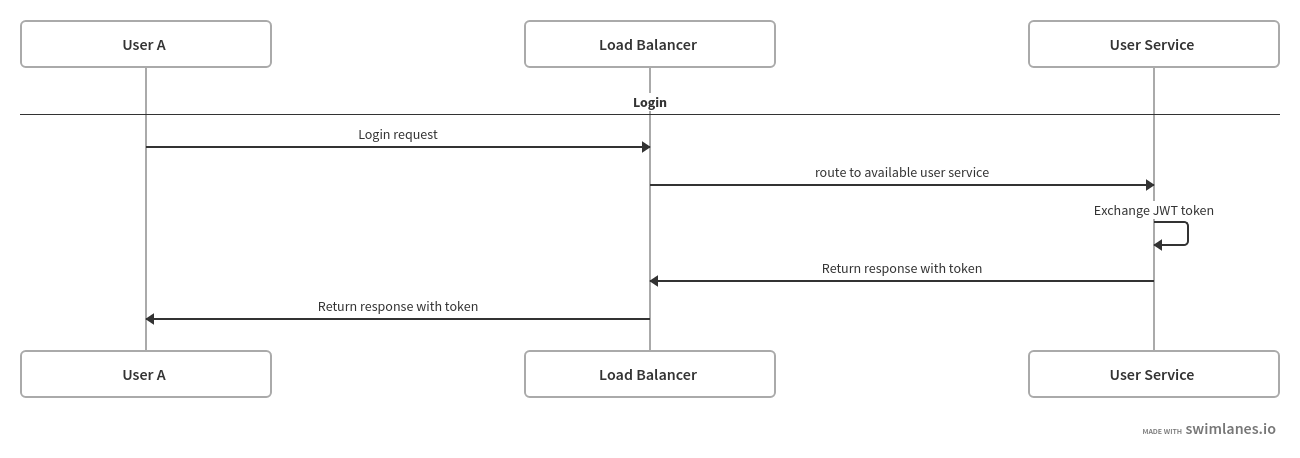 User A
Load Balancer
User Service
Login
Login request
route to available user service
Exchange JWT token
Return response with token
Return response with token
User A
Load Balancer
User Service
MADE WITH swimlanes.io